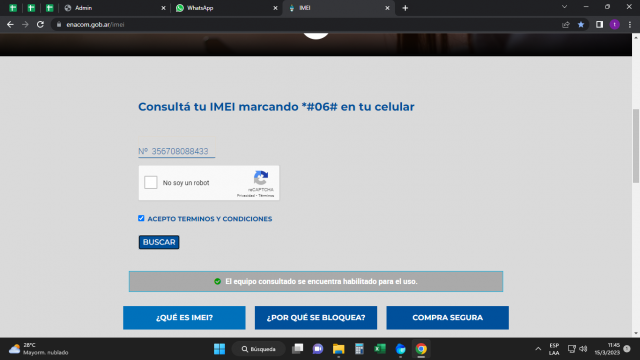 Admin
WhatsApp
IMEI
enacom.gob.ar/imei
Consultá tu IMEI marcando *#06# en tu celular
Nº 356708088433
No soy un robot
reCAPTCHA
Privacidad - Términos
ACEPTO TERMINOS Y CONDICIONES
BUSCAR
El equipo consultado se encuentra habilitado para el uso.
¿QUÉ ES IMEI?
¿POR QUÉ SE BLOQUEA?
COMPRA SEGURA
28°C
Mayorm. nublado
Búsqueda
ESP
LAA
11:45
15/3/2023